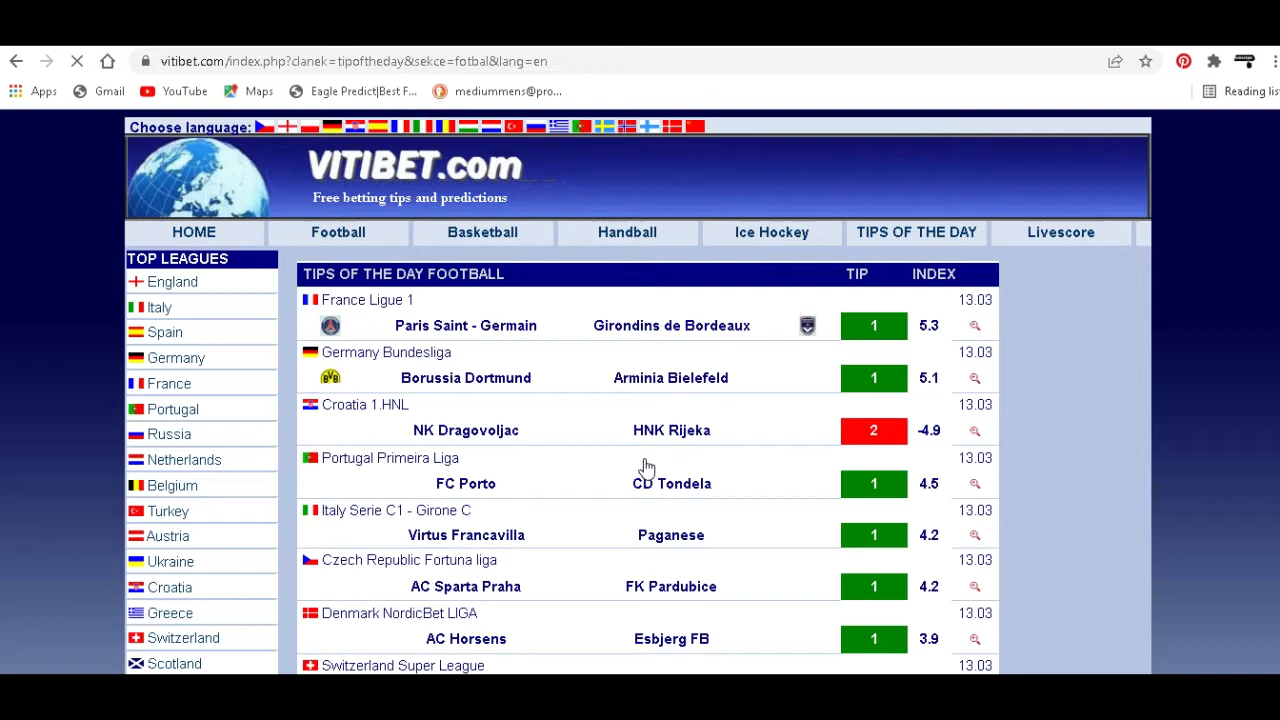 vitibet.com/index.php?clanek=tipoftheday&sekce=fotbal&lang=en
Apps Gmail YouTube Maps Eagle Predict|Best F... mediummens@pro... Reading list
Choose language:
VITIBET.com
Free betting tips and predictions
HOME Football Basketball Handball Ice Hockey TIPS OF THE DAY Livescore
TOP LEAGUES
England
Italy
Spain
Germany
France
Portugal
Russia
Netherlands
Belgium
Turkey
Austria
Ukraine
Croatia
Greece
Switzerland
Scotland
TIPS OF THE DAY FOOTBALL TIP INDEX
France Ligue 1 13.03
Paris Saint - Germain Girondins de Bordeaux 1 5.3
Germany Bundesliga 13.03
BVB Borussia Dortmund Arminia Bielefeld 1 5.1
Croatia 1.HNL 13.03
NK Dragovoljac HNK Rijeka 2 -4.9
Portugal Primeira Liga 13.03
FC Porto CD Tondela 1 4.5
Italy Serie C1 - Girone C 13.03
Virtus Francavilla Paganese 1 4.2
Czech Republic Fortuna liga 13.03
AC Sparta Praha FK Pardubice 1 4.2
Denmark NordicBet LIGA 13.03
AC Horsens Esbjerg FB 1 3.9
Switzerland Super League 13.03